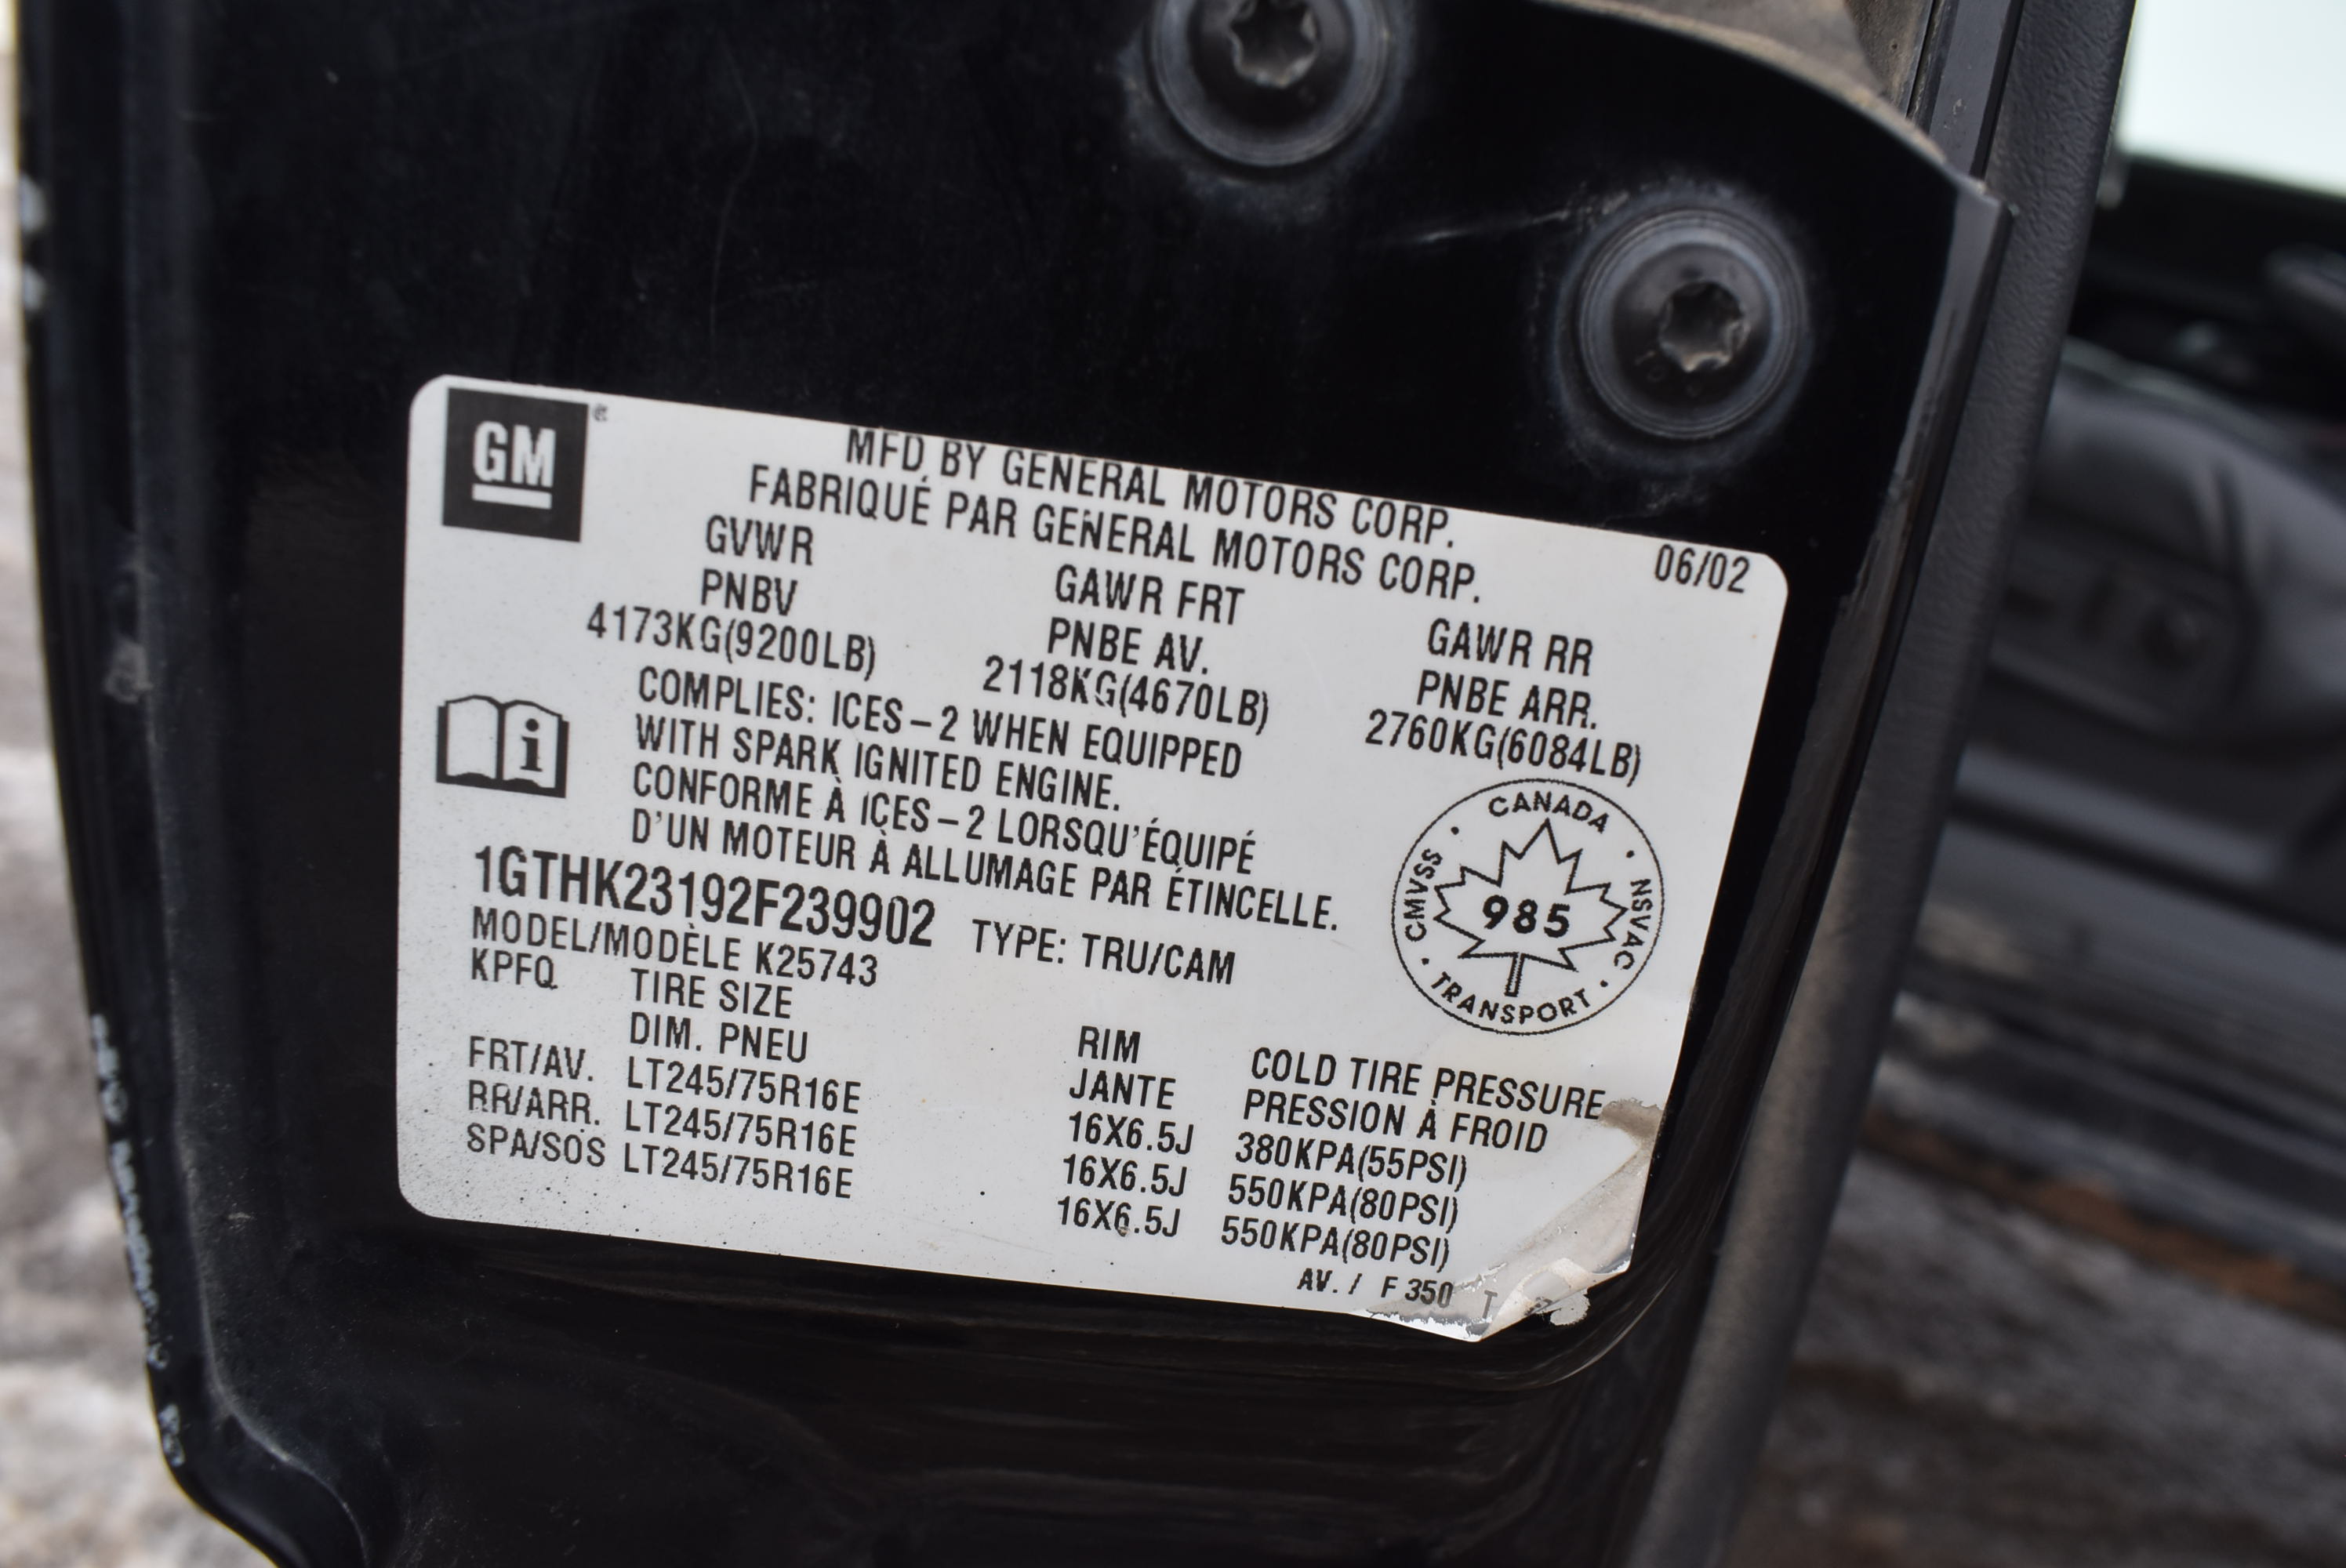 GM
MFD BY GENERAL MOTORS CORP.
FABRIQUÉ PAR GENERAL MOTORS CORP.
06/02
GVWR GAWR FRT GAWR RR
PNBV PNBE AV. PNBE ARR.
4173KG(9200LB) 2118KG(4670LB) 2760KG(6084LB)
COMPLIES: ICES-2 WHEN EQUIPPED
WITH SPARK IGNITED ENGINE.
CONFORME À ICES-2 LORSQU'ÉQUIPÉ
D'UN MOTEUR À ALLUMAGE PAR ÉTINCELLE.
CANADA
CMVSS 985 NSVAC
TRANSPORT
1GTHK23192F239902 TYPE: TRU/CAM
MODEL/MODÈLE K25743
KPFQ TIRE SIZE RIM COLD TIRE PRESSURE
DIM. PNEU JANTE PRESSION À FROID
FRT/AV. LT245/75R16E 16X6.5J 380KPA(55PSI)
RR/ARR. LT245/75R16E 16X6.5J 550KPA(80PSI)
SPA/SOS LT245/75R16E 16X6.5J 550KPA(80PSI)
AV. / F 350 T